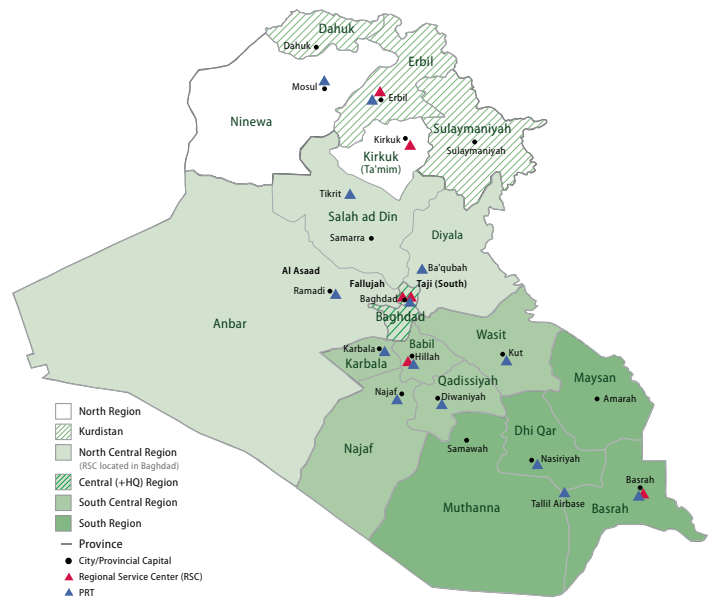 Dahuk
Dahuk
Erbil
Mosul
Erbil
Ninewa
Sulaymaniyah
Kirkuk
Sulaymaniyah
Kirkuk
(Ta'mim)
Tikrit
Salah ad Din
Samarra
Diyala
Ba'qubah
Al Asaad
Fallujah
Taji (South)
Ramadi
Baghdad
Baghdad
Anbar
Wasit
Babil
Karbala
Hillah
Kut
Karbala
Qadissiyah
Maysan
Najaf
Diwaniyah
Amarah
Dhi Qar
Najaf
Samawah
Nasiriyah
Basrah
Tallil Airbase
Muthanna
Basrah
North Region
Kurdistan
North Central Region
(RSC located in Baghdad)
Central (+HQ) Region
South Central Region
South Region
Province
City/Provincial Capital
Regional Service Center (RSC)
PRT